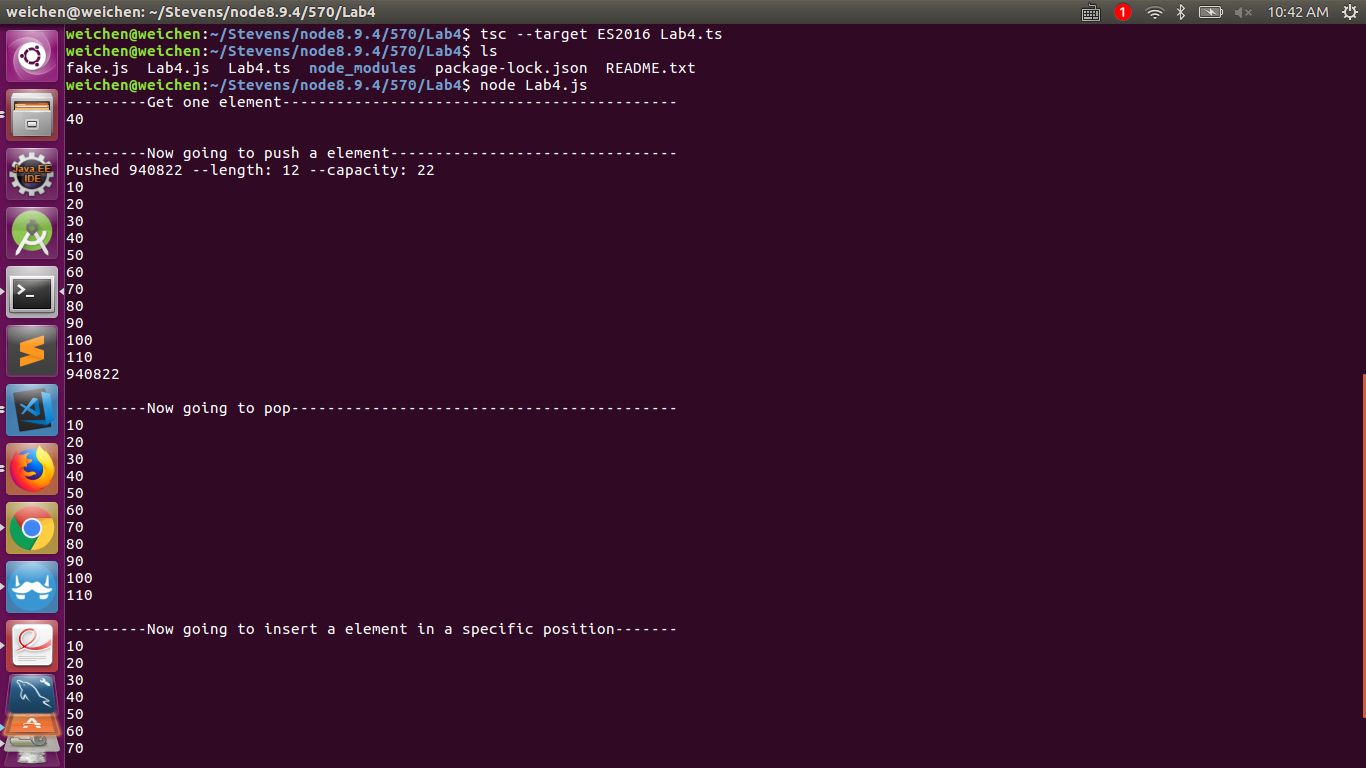 weichen@weichen: ~/Stevens/node8.9.4/570/Lab4
1
10:42 AM
weichen@weichen:~/Stevens/node8.9.4/570/Lab4$ tsc --target ES2016 Lab4.ts
weichen@weichen:~/Stevens/node8.9.4/570/Lab4$ ls
fake.js  Lab4.js  Lab4.ts  node_modules  package-lock.json  README.txt
weichen@weichen:~/Stevens/node8.9.4/570/Lab4$ node Lab4.js
---------Get one element--------------------------------------------
40
---------Now going to push a element--------------------------------
Pushed 940822 --length: 12 --capacity: 22
10
20
30
40
50
60
70
80
90
100
110
940822
---------Now going to pop-------------------------------------------
10
20
30
40
50
60
70
80
90
100
110
---------Now going to insert a element in a specific position-------
10
20
30
40
50
60
70
Java EE
IDE